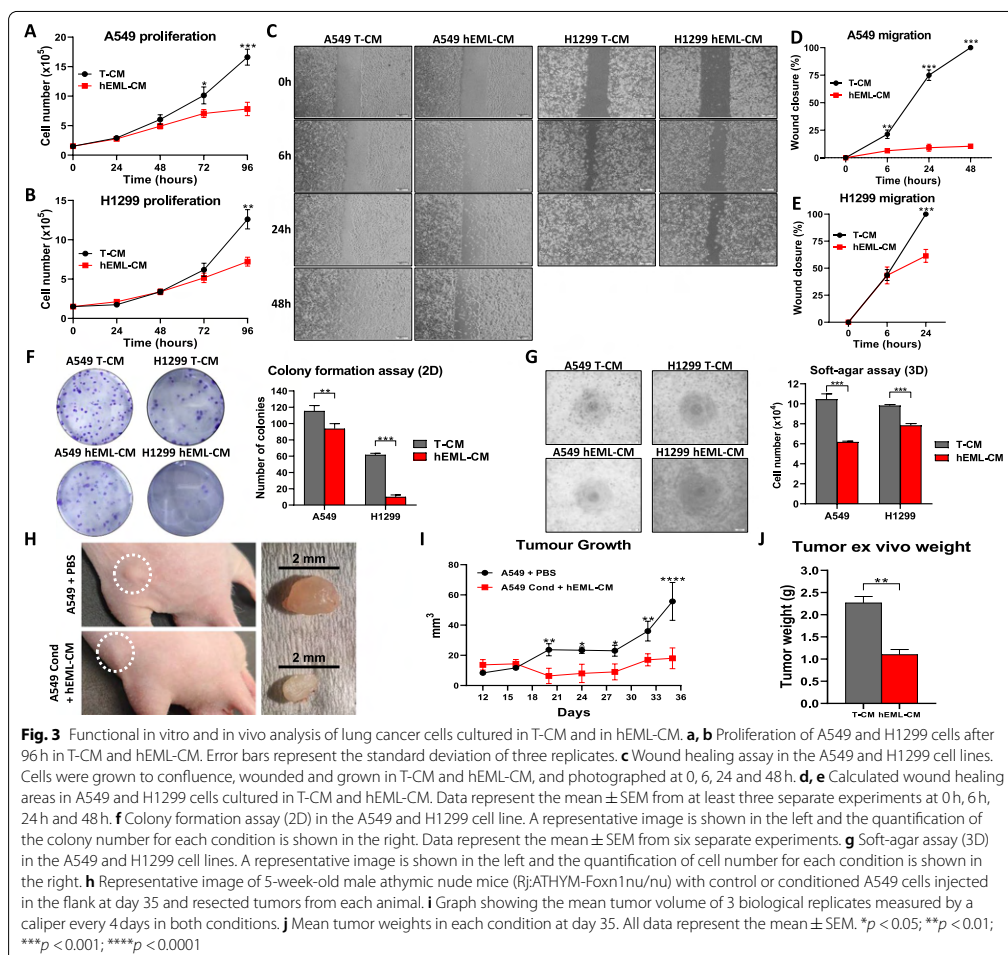 A
A549 proliferation
Cell number (x10⁵)
20
15
10
5
0
T-CM
hEML-CM
*
***
0 24 48 72 96
Time (hours)
B
H1299 proliferation
Cell number (x10⁵)
15
10
5
0
T-CM
hEML-CM
**
0 24 48 72 96
Time (hours)
C
A549 T-CM A549 hEML-CM H1299 T-CM H1299 hEML-CM
0h
6h
24h
48h
D
A549 migration
Wound closure (%)
100
75
50
25
0
T-CM
hEML-CM
**
***
***
0 6 24 48
Time (hours)
E
H1299 migration
Wound closure (%)
100
75
50
25
0
T-CM
hEML-CM
***
0 6 24
Time (hours)
F
A549 T-CM H1299 T-CM
A549 hEML-CM H1299 hEML-CM
Colony formation assay (2D)
Number of colonies
140
120
100
80
60
40
20
0
**
***
T-CM
hEML-CM
A549 H1299
G
A549 T-CM H1299 T-CM
A549 hEML-CM H1299 hEML-CM
Soft-agar assay (3D)
Cell number (x10⁴)
12
10
8
6
4
2
0
***
***
T-CM
hEML-CM
A549 H1299
H
A549 + PBS
A549 Cond + hEML-CM
2 mm
2 mm
I
Tumour Growth
mm³
80
60
40
20
0
A549 + PBS
A549 Cond + hEML-CM
**
*
*
**
****
12 15 18 21 24 27 30 33 36
Days
J
Tumor ex vivo weight
Tumor weight (g)
3.0
2.5
2.0
1.5
1.0
0.5
0.0
**
T-CM hEML-CM
Fig. 3 Functional in vitro and in vivo analysis of lung cancer cells cultured in T-CM and in hEML-CM. a, b Proliferation of A549 and H1299 cells after
96 h in T-CM and hEML-CM. Error bars represent the standard deviation of three replicates. c Wound healing assay in the A549 and H1299 cell lines.
Cells were grown to confluence, wounded and grown in T-CM and hEML-CM, and photographed at 0, 6, 24 and 48 h. d, e Calculated wound healing
areas in A549 and H1299 cells cultured in T-CM and hEML-CM. Data represent the mean ± SEM from at least three separate experiments at 0 h, 6 h,
24 h and 48 h. f Colony formation assay (2D) in the A549 and H1299 cell line. A representative image is shown in the left and the quantification of
the colony number for each condition is shown in the right. Data represent the mean ± SEM from six separate experiments. g Soft-agar assay (3D)
in the A549 and H1299 cell lines. A representative image is shown in the left and the quantification of cell number for each condition is shown in
the right. h Representative image of 5-week-old male athymic nude mice (Rj:ATHYM-Foxn1nu/nu) with control or conditioned A549 cells injected
in the flank at day 35 and resected tumors from each animal. i Graph showing the mean tumor volume of 3 biological replicates measured by a
caliper every 4 days in both conditions. j Mean tumor weights in each condition at day 35. All data represent the mean ± SEM. *p < 0.05; **p < 0.01;
***p < 0.001; ****p < 0.0001